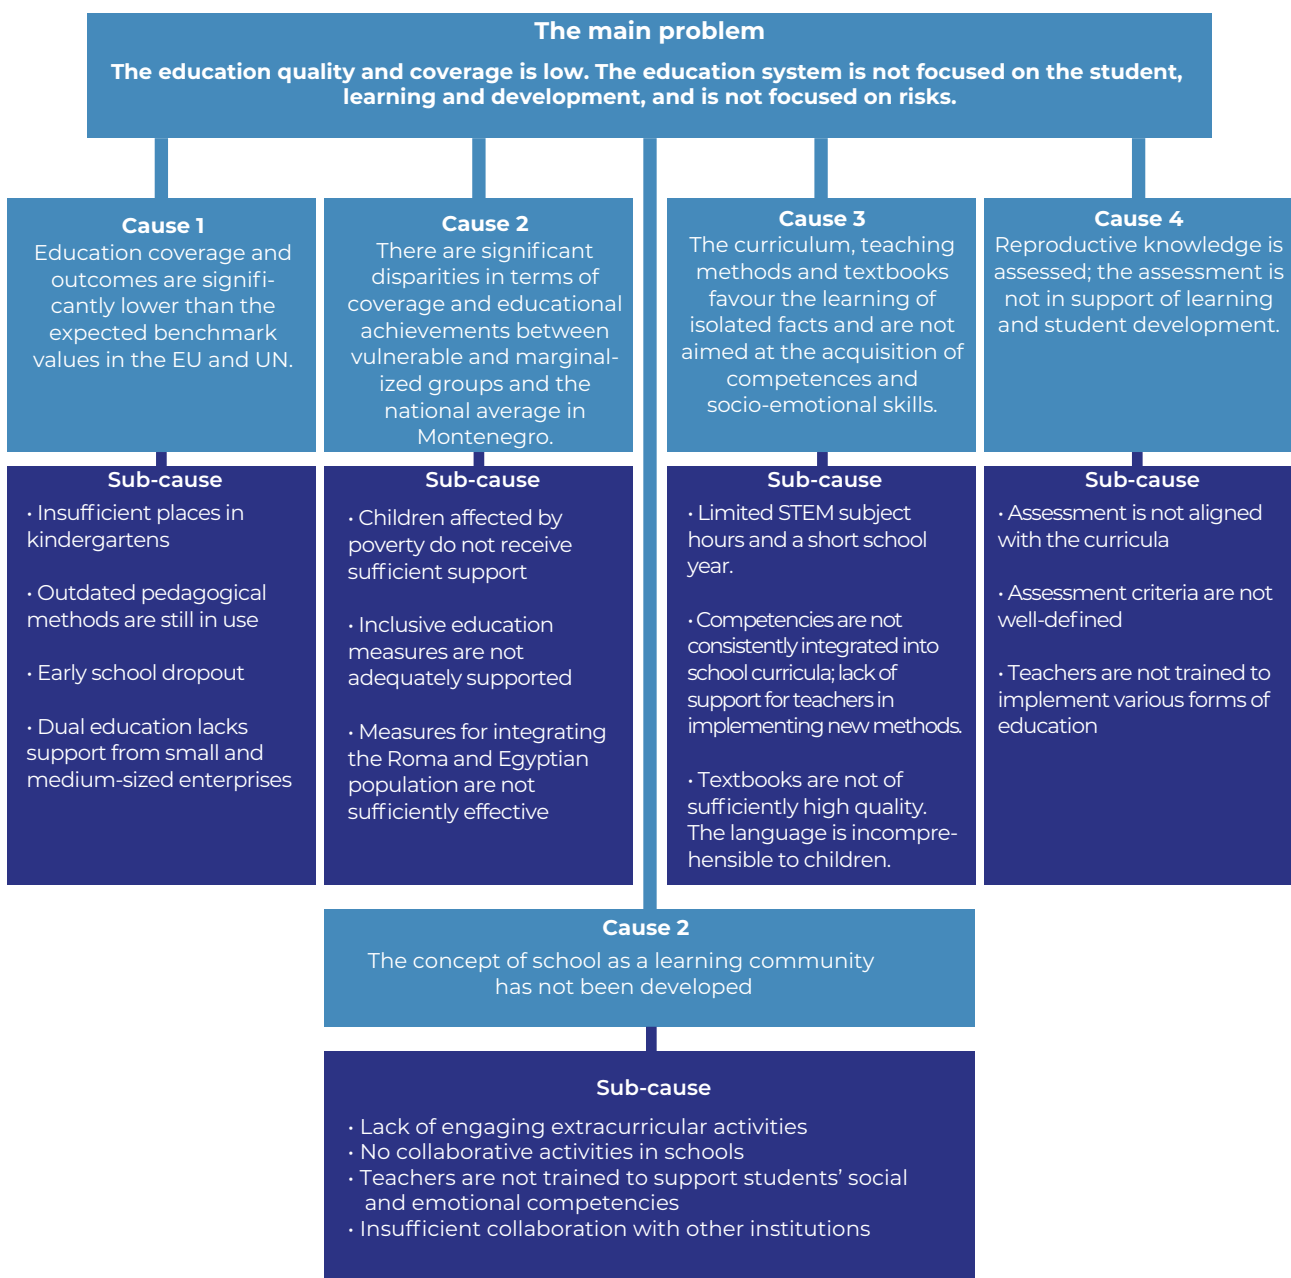 The main problem
The education quality and coverage is low. The education system is not focused on the student,
learning and development, and is not focused on risks.
Cause 1
Education coverage and
outcomes are signifi-
cantly lower than the
expected benchmark
values in the EU and UN.
Sub-cause
· Insufficient places in
kindergartens
· Outdated pedagogical
methods are still in use
· Early school dropout
· Dual education lacks
support from small and
medium-sized enterprises
Cause 2
There are significant
disparities in terms of
coverage and educational
achievements between
vulnerable and marginal-
ized groups and the
national average in
Montenegro.
Sub-cause
· Children affected by
poverty do not receive
sufficient support
· Inclusive education
measures are not
adequately supported
· Measures for integrating
the Roma and Egyptian
population are not
sufficiently effective
Cause 3
The curriculum, teaching
methods and textbooks
favour the learning of
isolated facts and are not
aimed at the acquisition of
competences and
socio-emotional skills.
Sub-cause
· Limited STEM subject
hours and a short school
year.
· Competencies are not
consistently integrated into
school curricula; lack of
support for teachers in
implementing new methods.
· Textbooks are not of
sufficiently high quality.
The language is incompre-
hensible to children.
Cause 4
Reproductive knowledge is
assessed; the assessment is
not in support of learning
and student development.
Sub-cause
· Assessment is not aligned
with the curricula
· Assessment criteria are not
well-defined
· Teachers are not trained to
implement various forms of
education
Cause 2
The concept of school as a learning community
has not been developed
Sub-cause
· Lack of engaging extracurricular activities
· No collaborative activities in schools
· Teachers are not trained to support students’ social
and emotional competencies
· Insufficient collaboration with other institutions